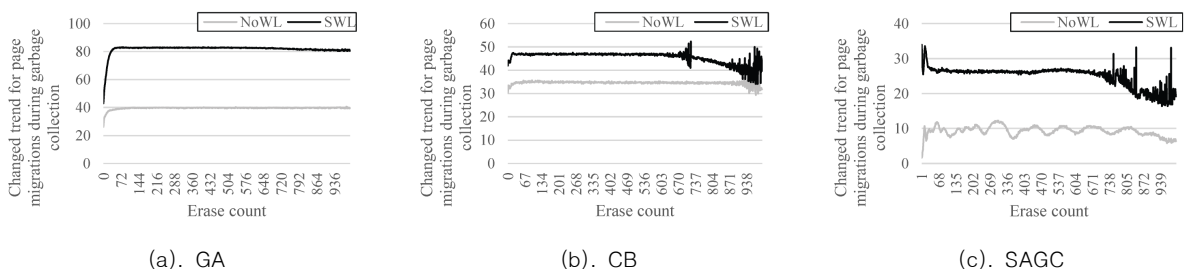 NoWL SWL
100
80
60
40
20
0
Changed trend for page
migrations during garbage
collection
0 72 144 216 288 360 432 504 576 648 720 792 864 936
Erase count
(a). GA
NoWL SWL
60
50
40
30
20
10
0
Changed trend for page
migrations during garbage
collection
0 67 134 201 268 335 402 469 536 603 670 737 804 871 938
Erase count
(b). CB
NoWL SWL
40
30
20
10
0
Changed trend for page
migrations during garbage
collection
1 68 135 202 269 336 403 470 537 604 671 738 805 872 939
Erase count
(c). SAGC